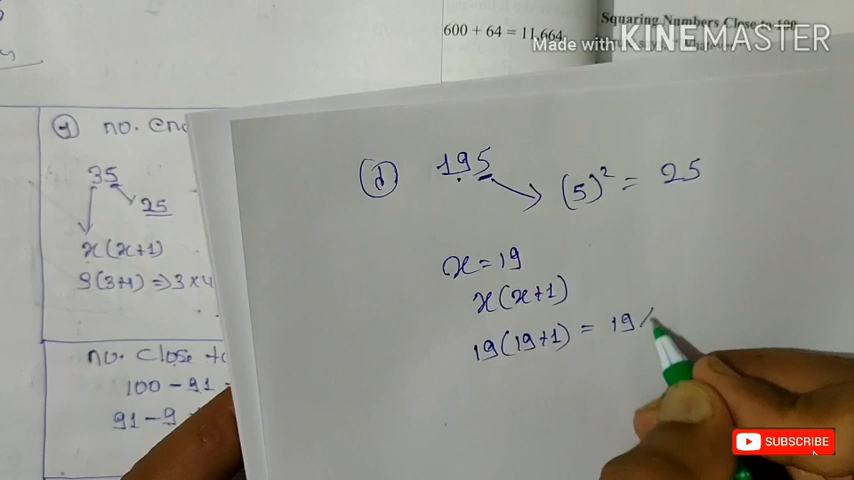 600 + 64 = 11,664
Squaring Numbers Close to 100
Made with KINEMASTER
no. en
35
25
x(x+1)
3(3+1) => 3×4
no. close to
100 - 91
91 - 9
(d) 195 (5)² = 25
x = 19
x(x+1)
19(19+1) = 19
SUBSCRIBE